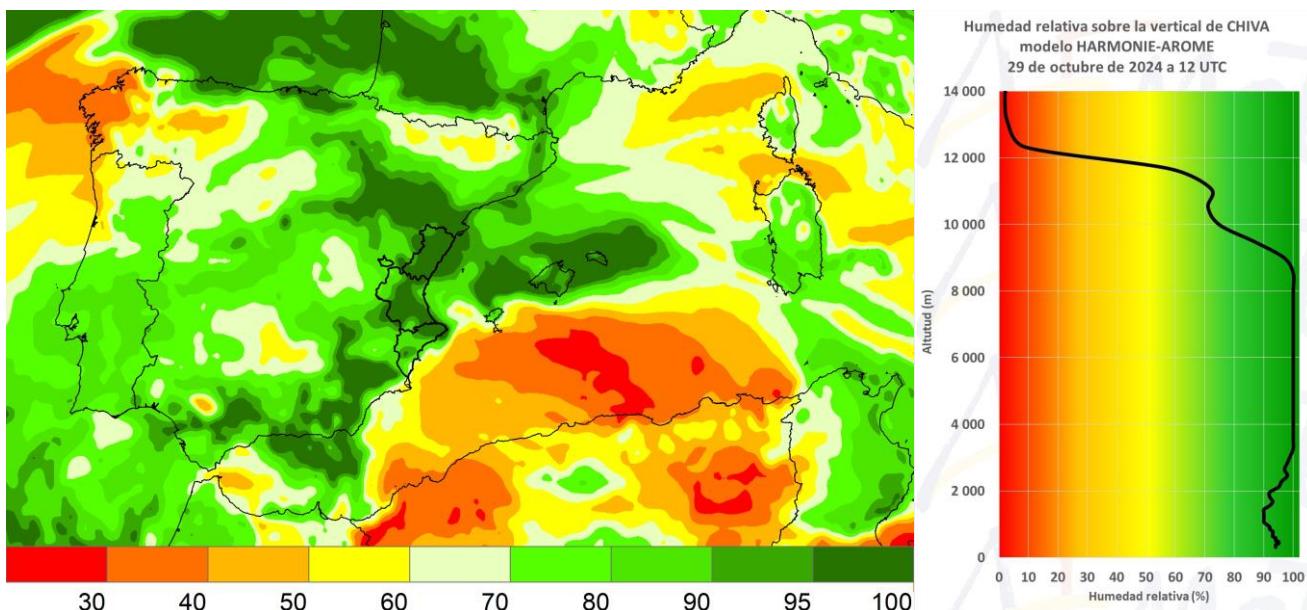 30 40 50 60 70 80 90 95 100
Humedad relativa sobre la vertical de CHIVA
modelo HARMONIE-AROME
29 de octubre de 2024 a 12 UTC
14 000
12 000
10 000
8 000
6 000
4 000
2 000
0
Altutud (m)
0 10 20 30 40 50 60 70 80 90 100
Humedad relativa (%)